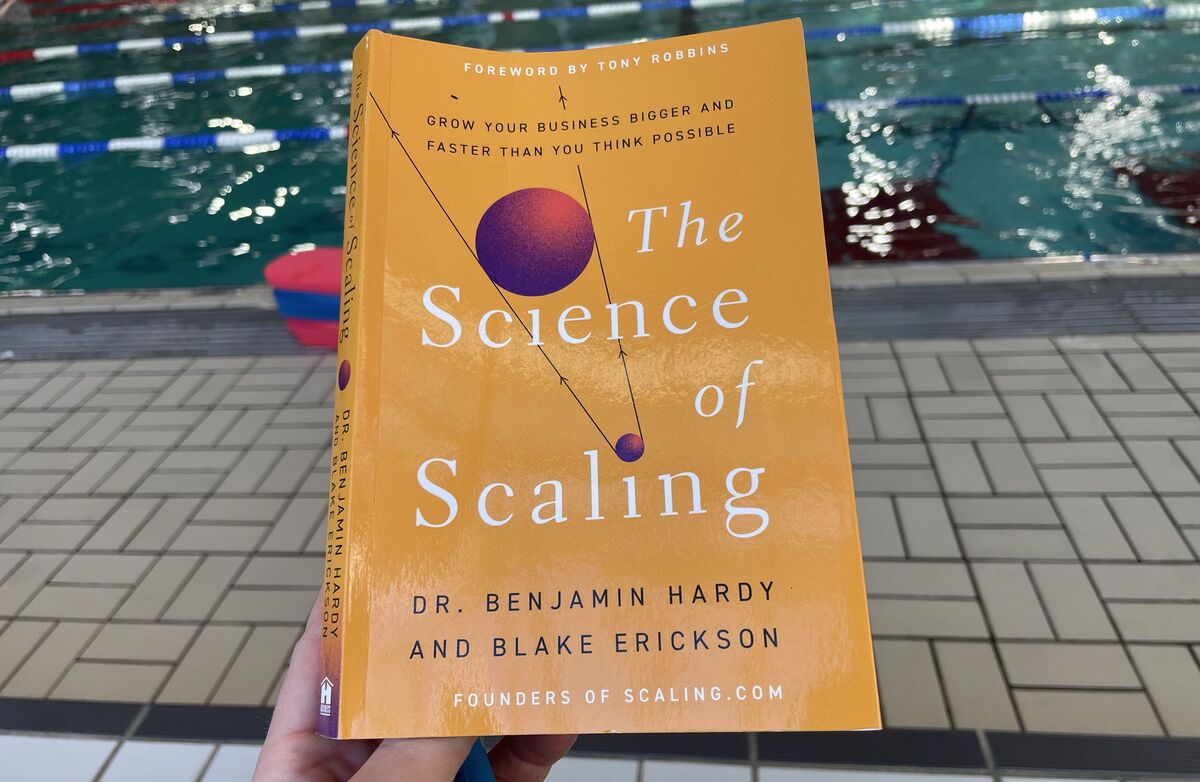 FOREWORD BY TONY ROBBINS
GROW YOUR BUSINESS BIGGER AND
FASTER THAN YOU THINK POSSIBLE
The
Science
of
Scaling
DR. BENJAMIN HARDY
AND BLAKE ERICKSON
FOUNDERS OF SCALING.COM
The Science of Scaling
DR. BENJAMIN HARDY
AND BLAKE ERICKSON